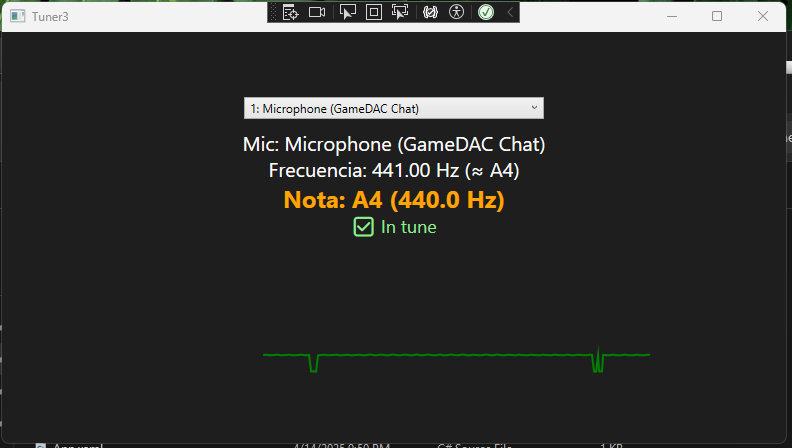 Tuner3
1: Microphone (GameDAC Chat)
Mic: Microphone (GameDAC Chat)
Frecuencia: 441.00 Hz (≈ A4)
Nota: A4 (440.0 Hz)
In tune